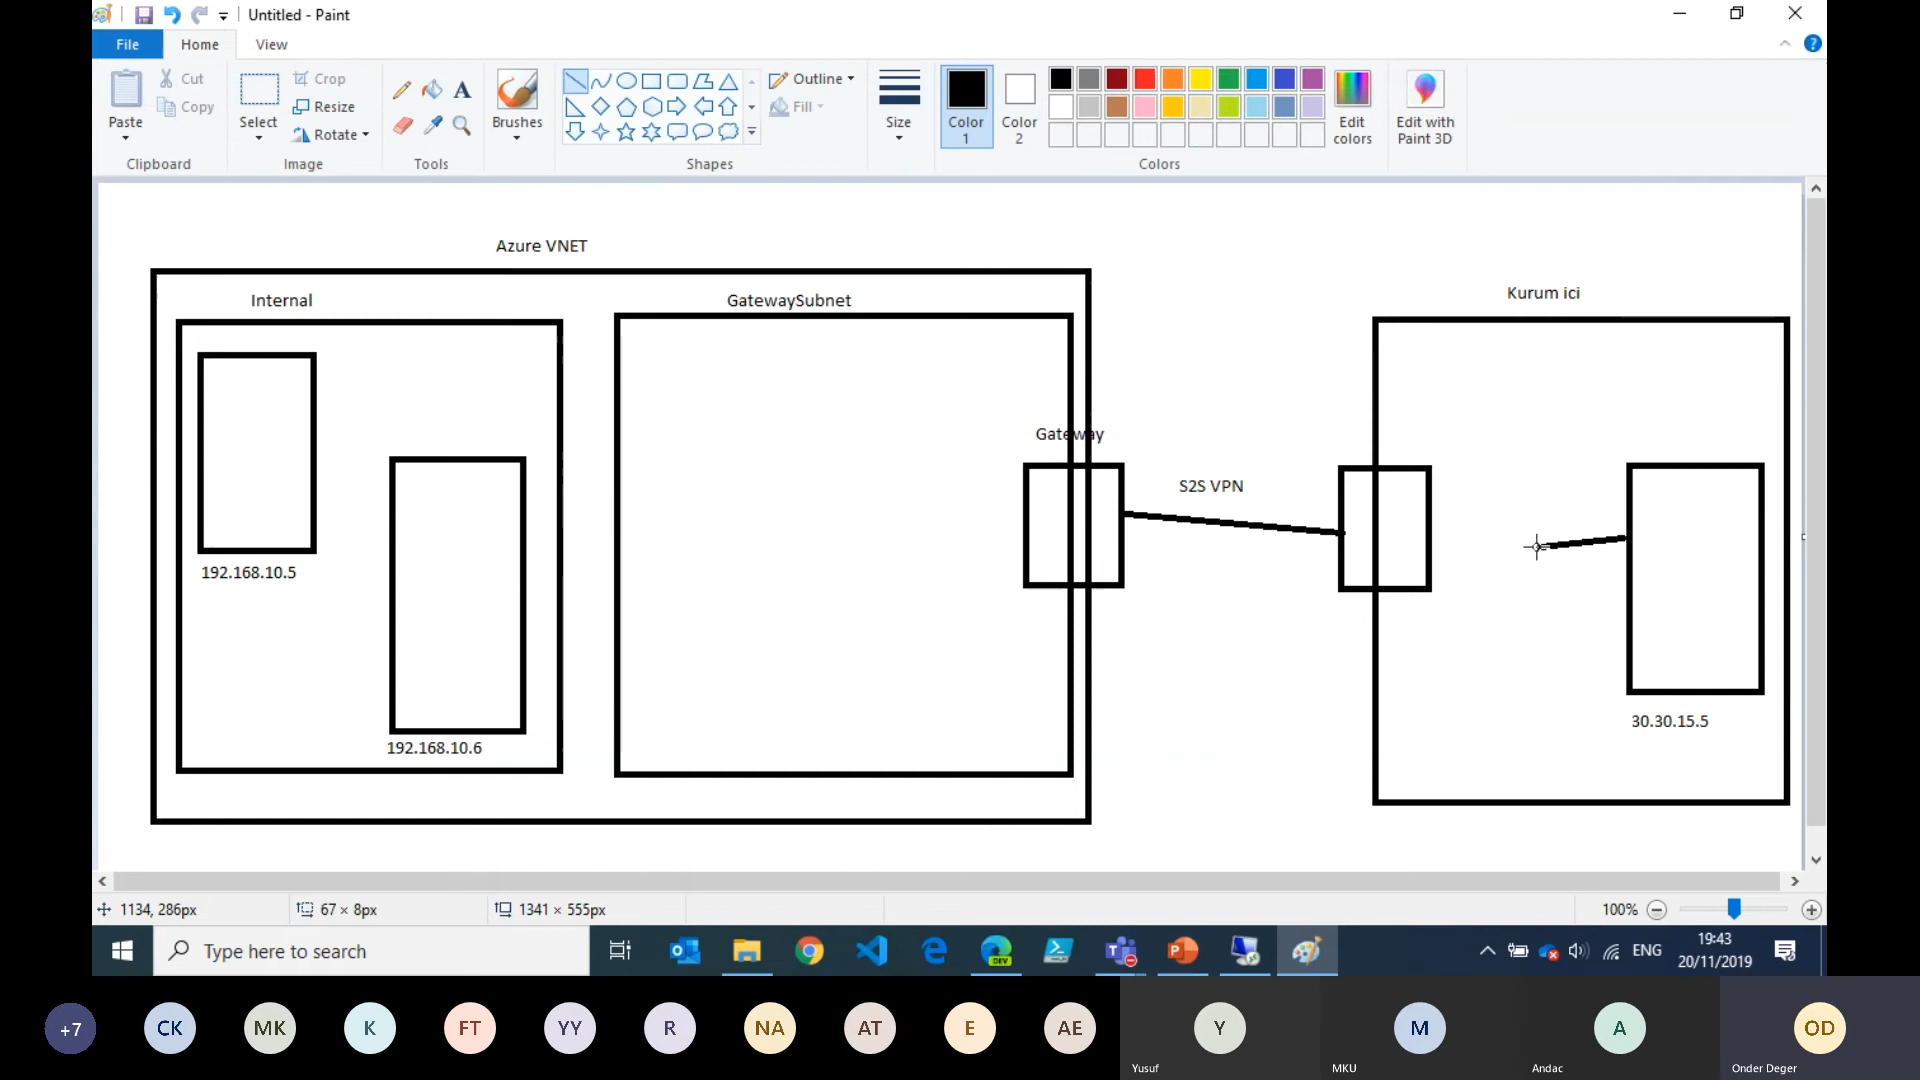 Untitled - Paint
File Home View
Paste
Cut
Copy
Clipboard
Select
Crop
Resize
Rotate
Image
Tools
Brushes
Outline
Fill
Shapes
Size
Color 1
Color 2
Edit colors
Colors
Edit with Paint 3D
Azure VNET
Internal
GatewaySubnet
Kurum ici
Gateway
S2S VPN
192.168.10.5
192.168.10.6
30.30.15.5
1134, 286px
67 × 8px
1341 × 555px
100%
Type here to search
DEV
ENG
19:43
20/11/2019
+7 CK MK K FT YY R NA AT E AE Y M A OD
Yusuf MKU Andac Onder Deger